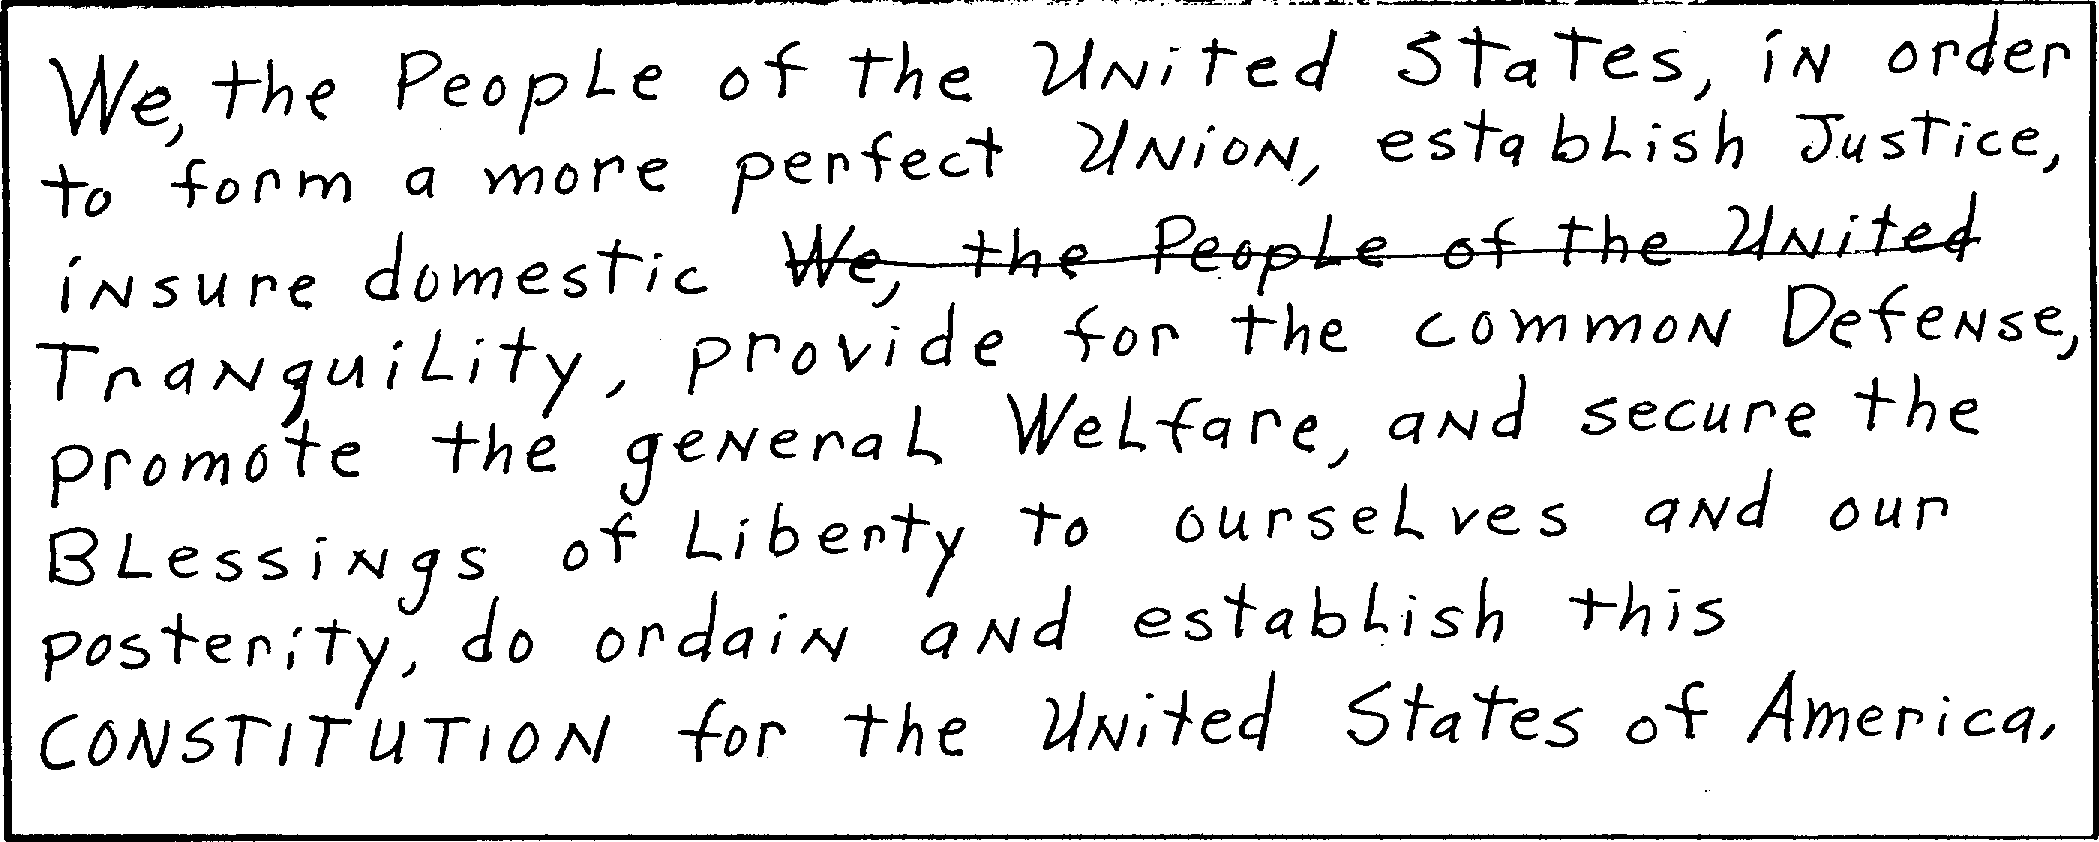 We, the People of the United States, in order
to form a more perfect Union, establish Justice,
insure domestic ~~We, the People of the United~~
Tranquility, provide for the common Defense,
promote the general Welfare, and secure the
Blessings of Liberty to ourselves and our
posterity, do ordain and establish this
CONSTITUTION for the United States of America.